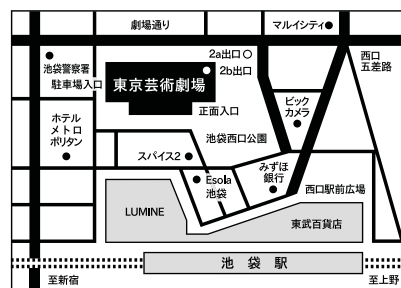 劇場通り
マルイシティ
2a出口
西口
五差路
池袋警察署
2b出口
駐車場入口
東京芸術劇場
正面入口
ビック
カメラ
ホテル
メトロ
ポリタン
池袋西口公園
スパイス2
みずほ
銀行
Esola
池袋
西口駅前広場
LUMINE
東武百貨店
池袋駅
至新宿
至上野